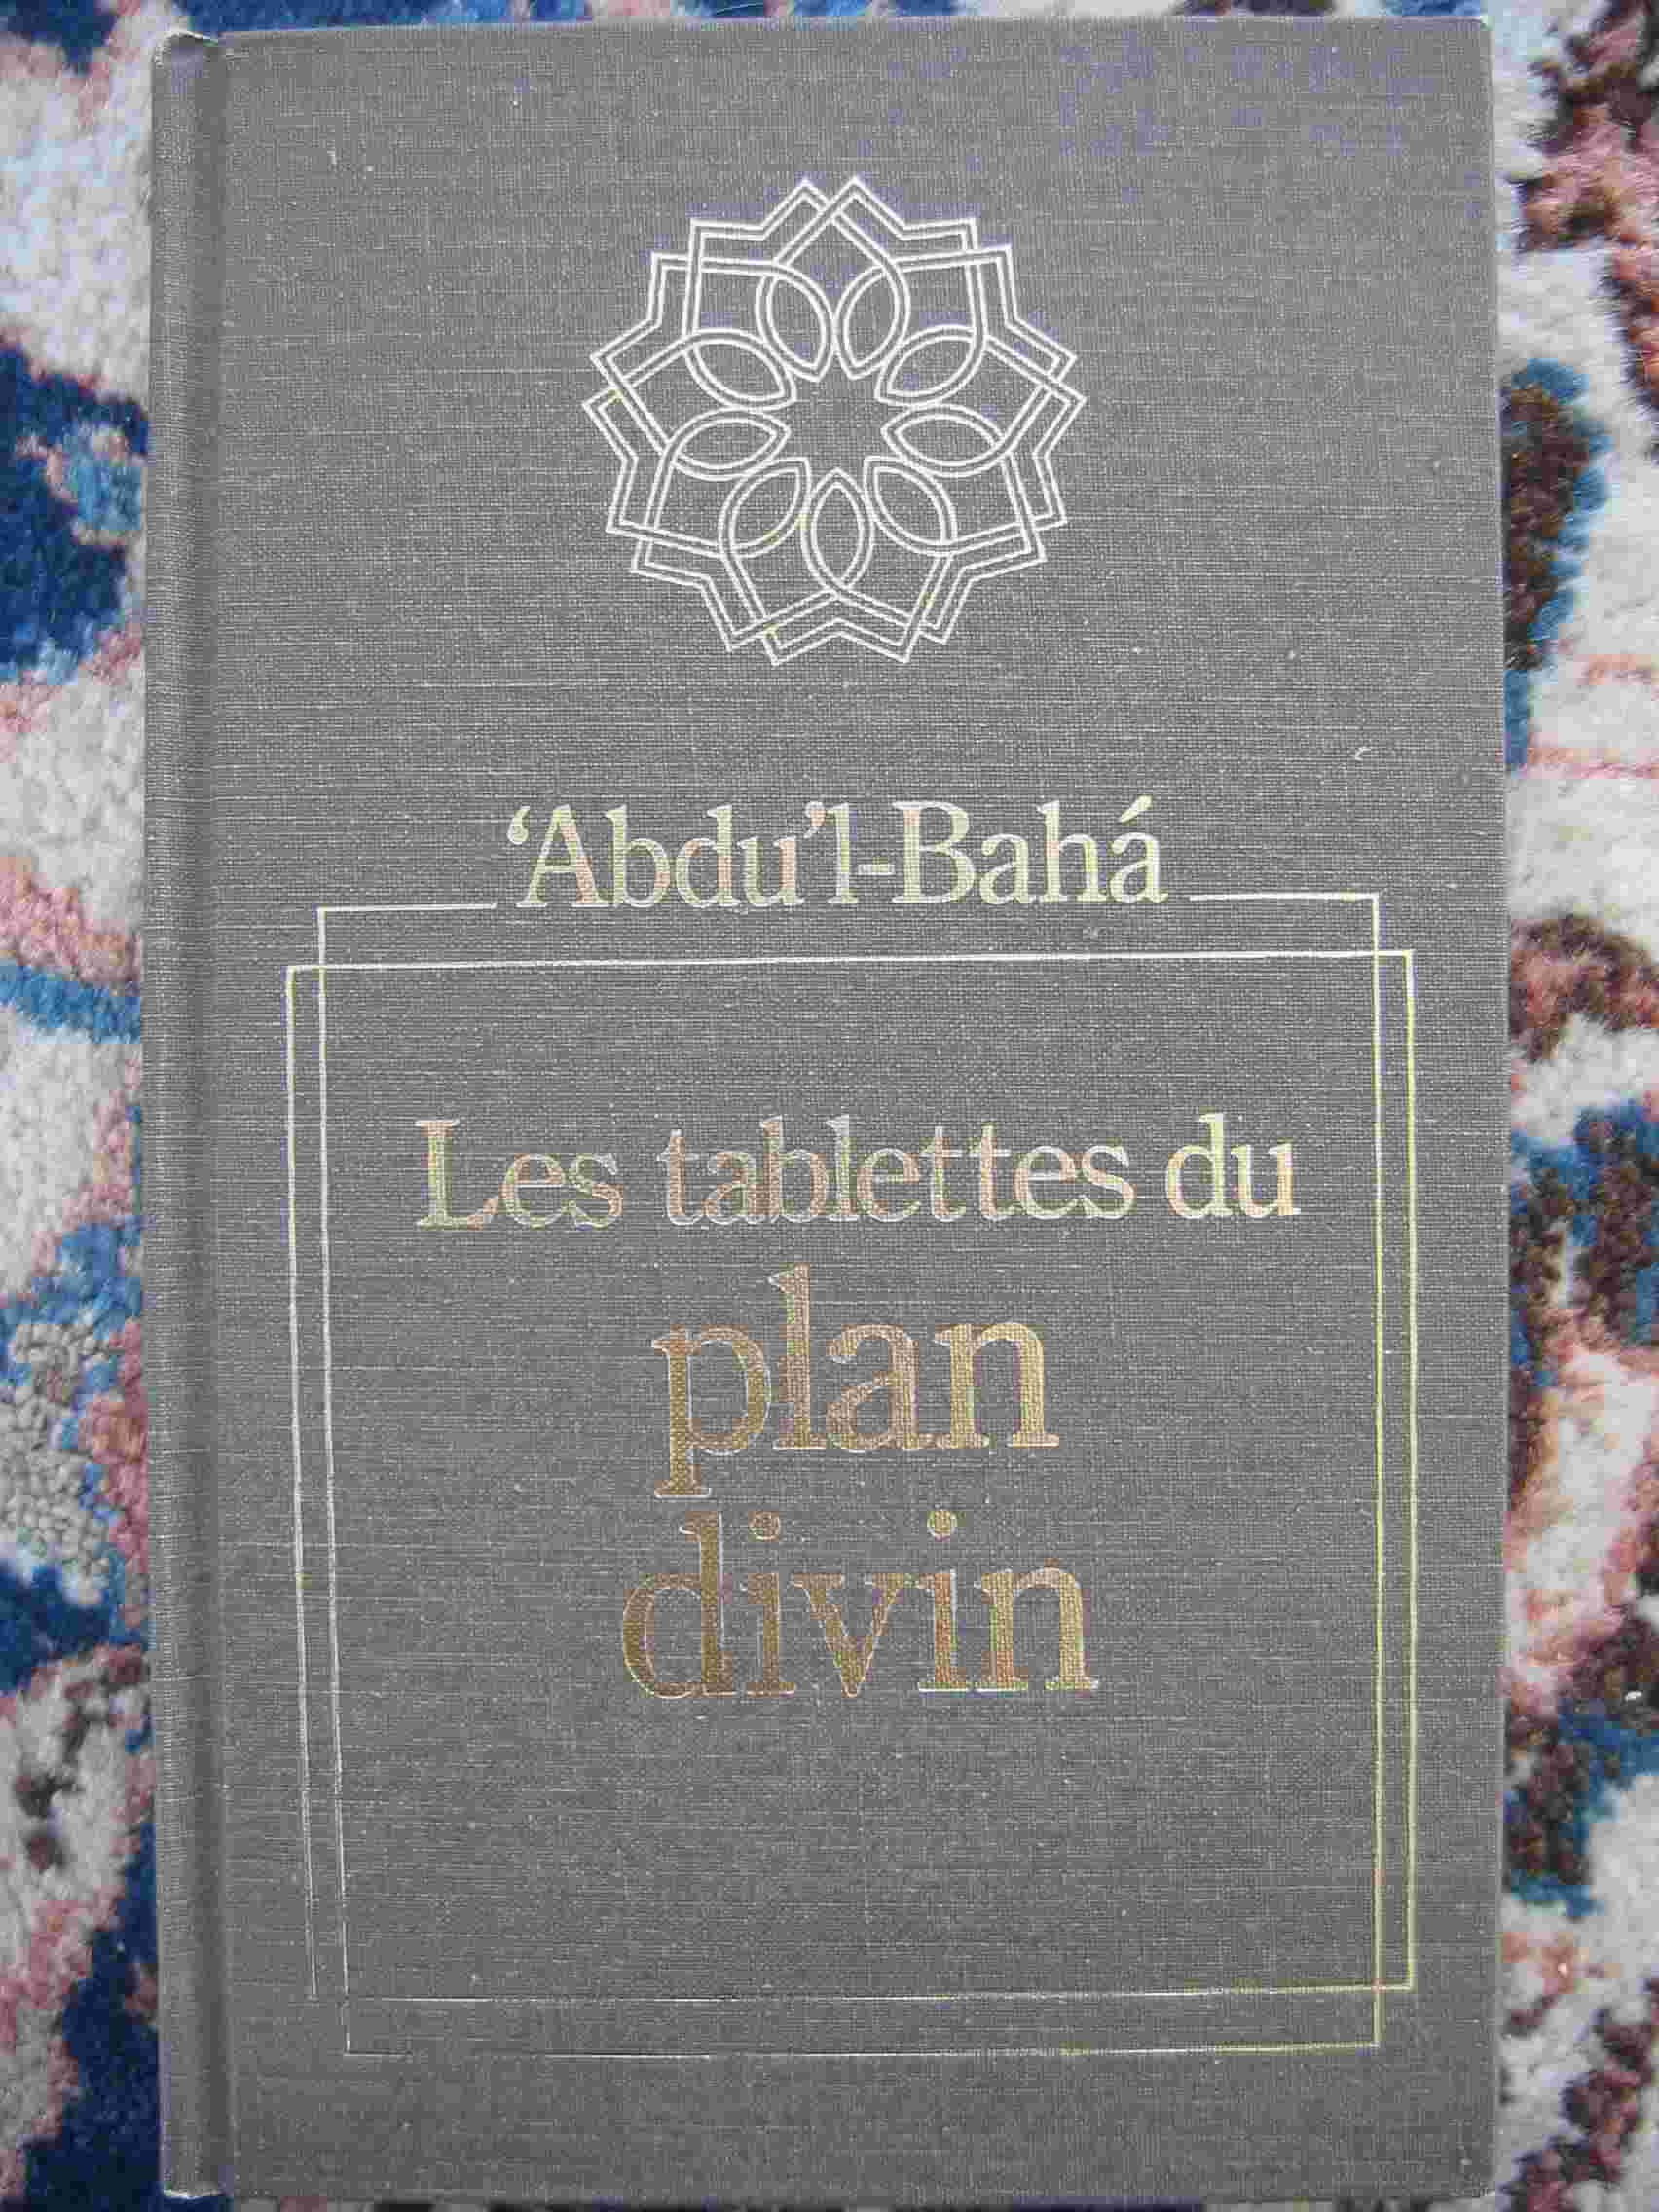 ‘Abdu’l-Bahá
Les tablettes du
plan
divin